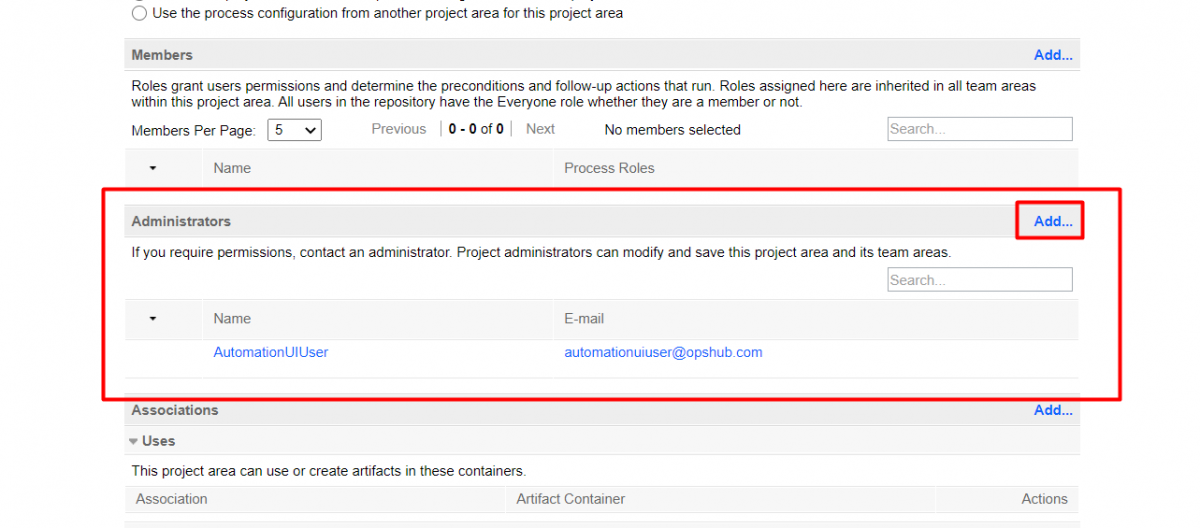 Use the process configuration from another project area for this project area
Members Add...
Roles grant users permissions and determine the preconditions and follow-up actions that run. Roles assigned here are inherited in all team areas
within this project area. All users in the repository have the Everyone role whether they are a member or not.
Members Per Page: 5 Previous 0 - 0 of 0 Next No members selected Search...
Name Process Roles
Administrators Add...
If you require permissions, contact an administrator. Project administrators can modify and save this project area and its team areas.
Search...
Name E-mail
AutomationUIUser automationuiuser@opshub.com
Associations Add...
Uses
This project area can use or create artifacts in these containers.
Association Artifact Container Actions